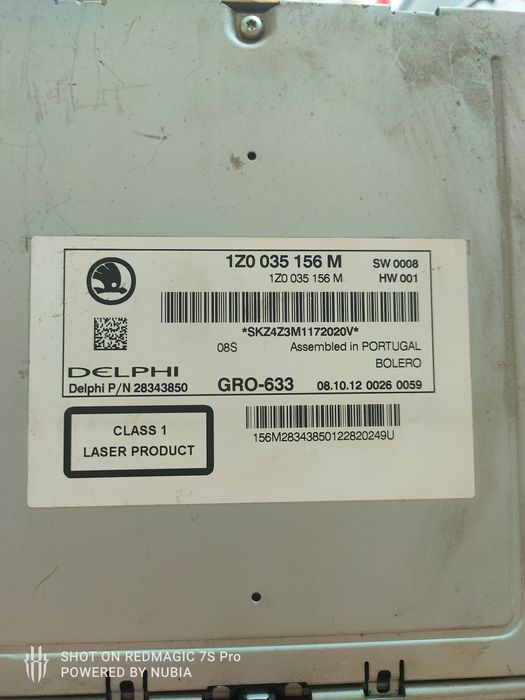 1Z0 035 156 M SW 0008
1Z0 035 156 M HW 001
*SKZ4Z3M1172020V*
08S Assembled in PORTUGAL
BOLERO
DELPHI
Delphi P/N 28343850 GRO-633 08.10.12 0026 0059
CLASS 1
LASER PRODUCT
156M28343850122820249U
SHOT ON REDMAGIC 7S Pro
POWERED BY NUBIA